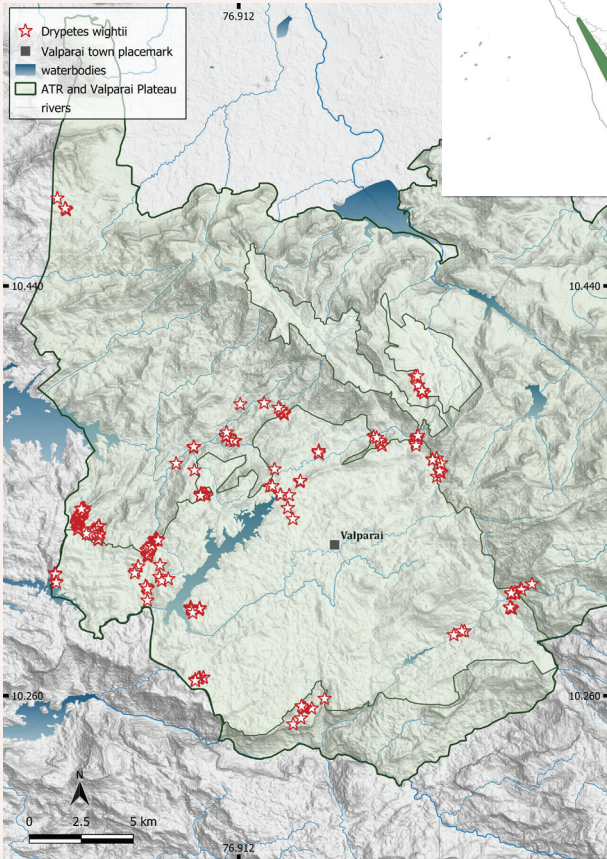 76.912
Drypetes wightii
Valparai town placemark
waterbodies
ATR and Valparai Plateau
rivers
10.440
10.440
Valparai
10.260
10.260
N
0 2.5 5 km
76.912